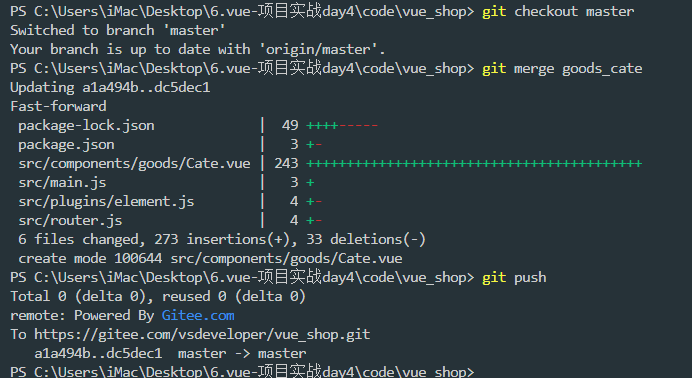 PS C:\Users\iMac\Desktop\6.vue-项目实战day4\code\vue_shop> git checkout master
Switched to branch 'master'
Your branch is up to date with 'origin/master'.
PS C:\Users\iMac\Desktop\6.vue-项目实战day4\code\vue_shop> git merge goods_cate
Updating a1a494b..dc5dec1
Fast-forward
 package-lock.json             |  49 ++++-----
 package.json                  |   3 +-
 src/components/goods/Cate.vue | 243 ++++++++++++++++++++++++++++++++++++++++++
 src/main.js                   |   3 +
 src/plugins/element.js        |   4 +-
 src/router.js                 |   4 +-
 6 files changed, 273 insertions(+), 33 deletions(-)
 create mode 100644 src/components/goods/Cate.vue
PS C:\Users\iMac\Desktop\6.vue-项目实战day4\code\vue_shop> git push
Total 0 (delta 0), reused 0 (delta 0)
remote: Powered By Gitee.com
To https://gitee.com/vsdeveloper/vue_shop.git
   a1a494b..dc5dec1  master -> master
PS C:\Users\iMac\Desktop\6.vue-项目实战day4\code\vue_shop>